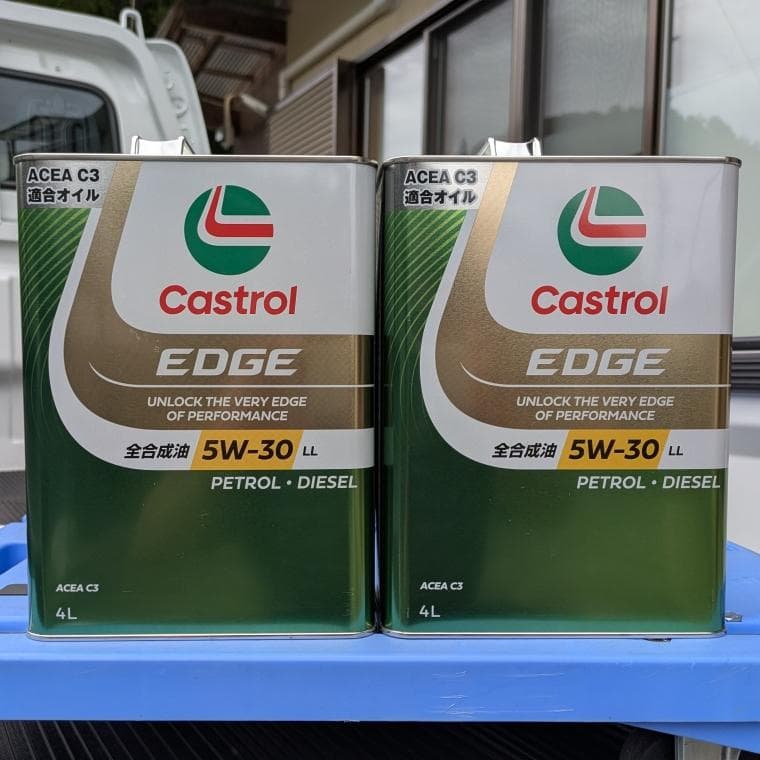 ACEA C3
適合オイル
Castrol
EDGE
UNLOCK THE VERY EDGE
OF PERFORMANCE
全合成油 5W-30 LL
PETROL • DIESEL
ACEA C3
4L
ACEA C3
適合オイル
Castrol
EDGE
UNLOCK THE VERY EDGE
OF PERFORMANCE
全合成油 5W-30 LL
PETROL • DIESEL
ACEA C3
4L